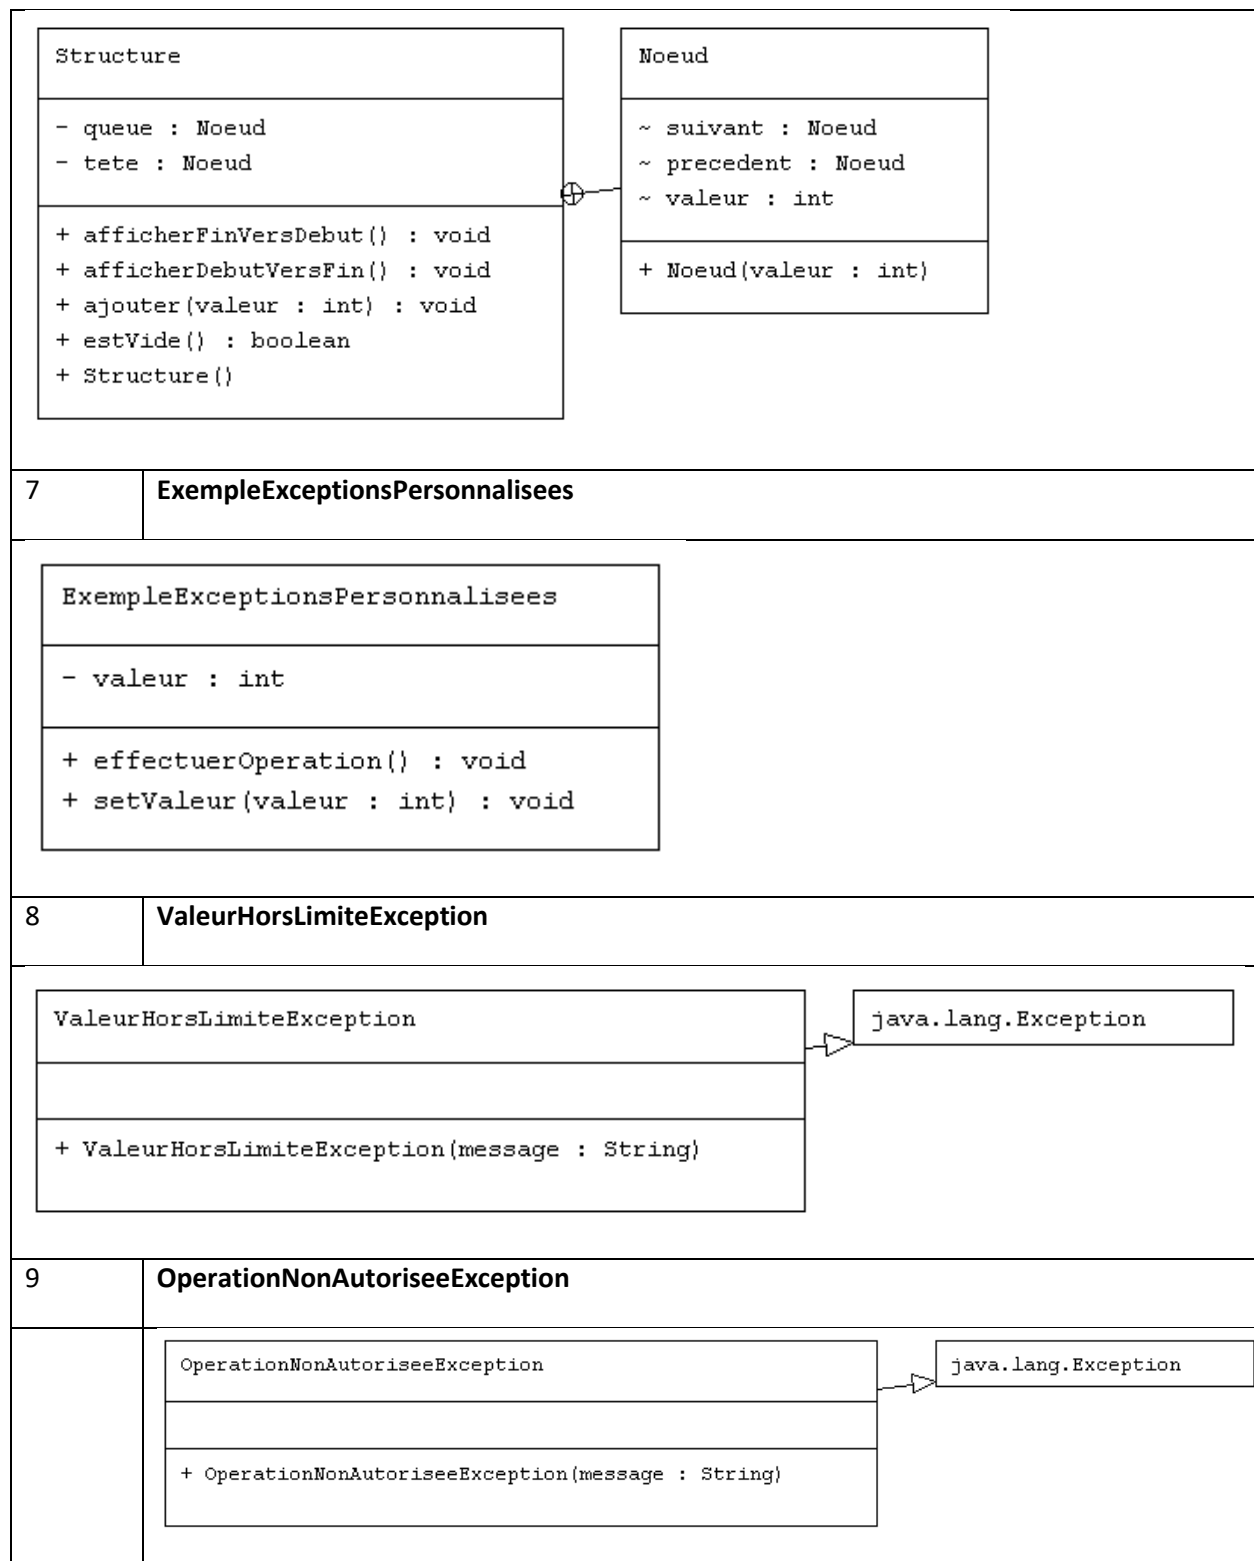 Structure
- queue : Noeud
- tete : Noeud
+ afficherFinVersDebut() : void
+ afficherDebutVersFin() : void
+ ajouter(valeur : int) : void
+ estVide() : boolean
+ Structure()
Noeud
~ suivant : Noeud
~ precedent : Noeud
~ valeur : int
+ Noeud(valeur : int)
7 ExempleExceptionsPersonnalisees
ExempleExceptionsPersonnalisees
- valeur : int
+ effectuerOperation() : void
+ setValeur(valeur : int) : void
8 ValeurHorsLimiteException
ValeurHorsLimiteException
+ ValeurHorsLimiteException(message : String)
java.lang.Exception
9 OperationNonAutoriseeException
OperationNonAutoriseeException
+ OperationNonAutoriseeException(message : String)
java.lang.Exception